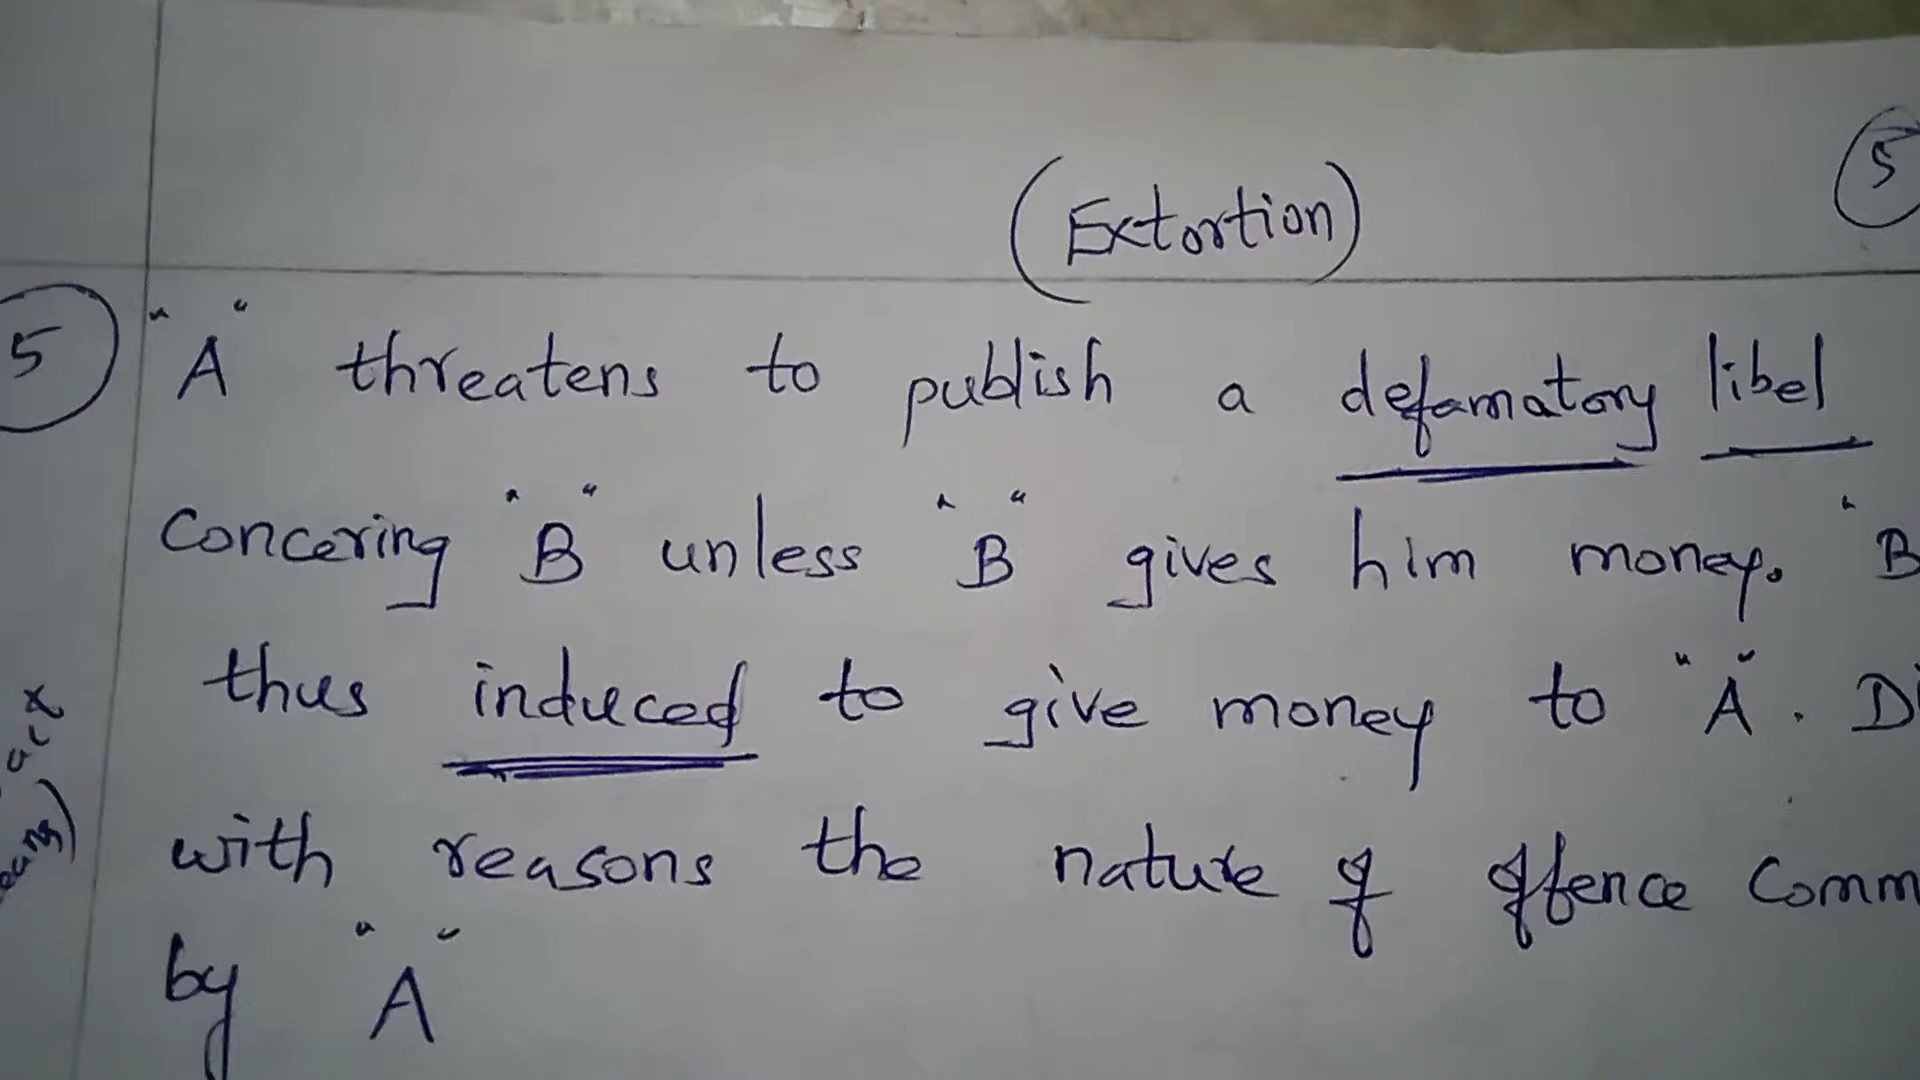 (Extortion)
5
5 "A" threatens to publish a defamatory libel
concering "B" unless "B" gives him money. "B
thus induced to give money to "A". Di
with reasons the nature of offence Comm
by "A"